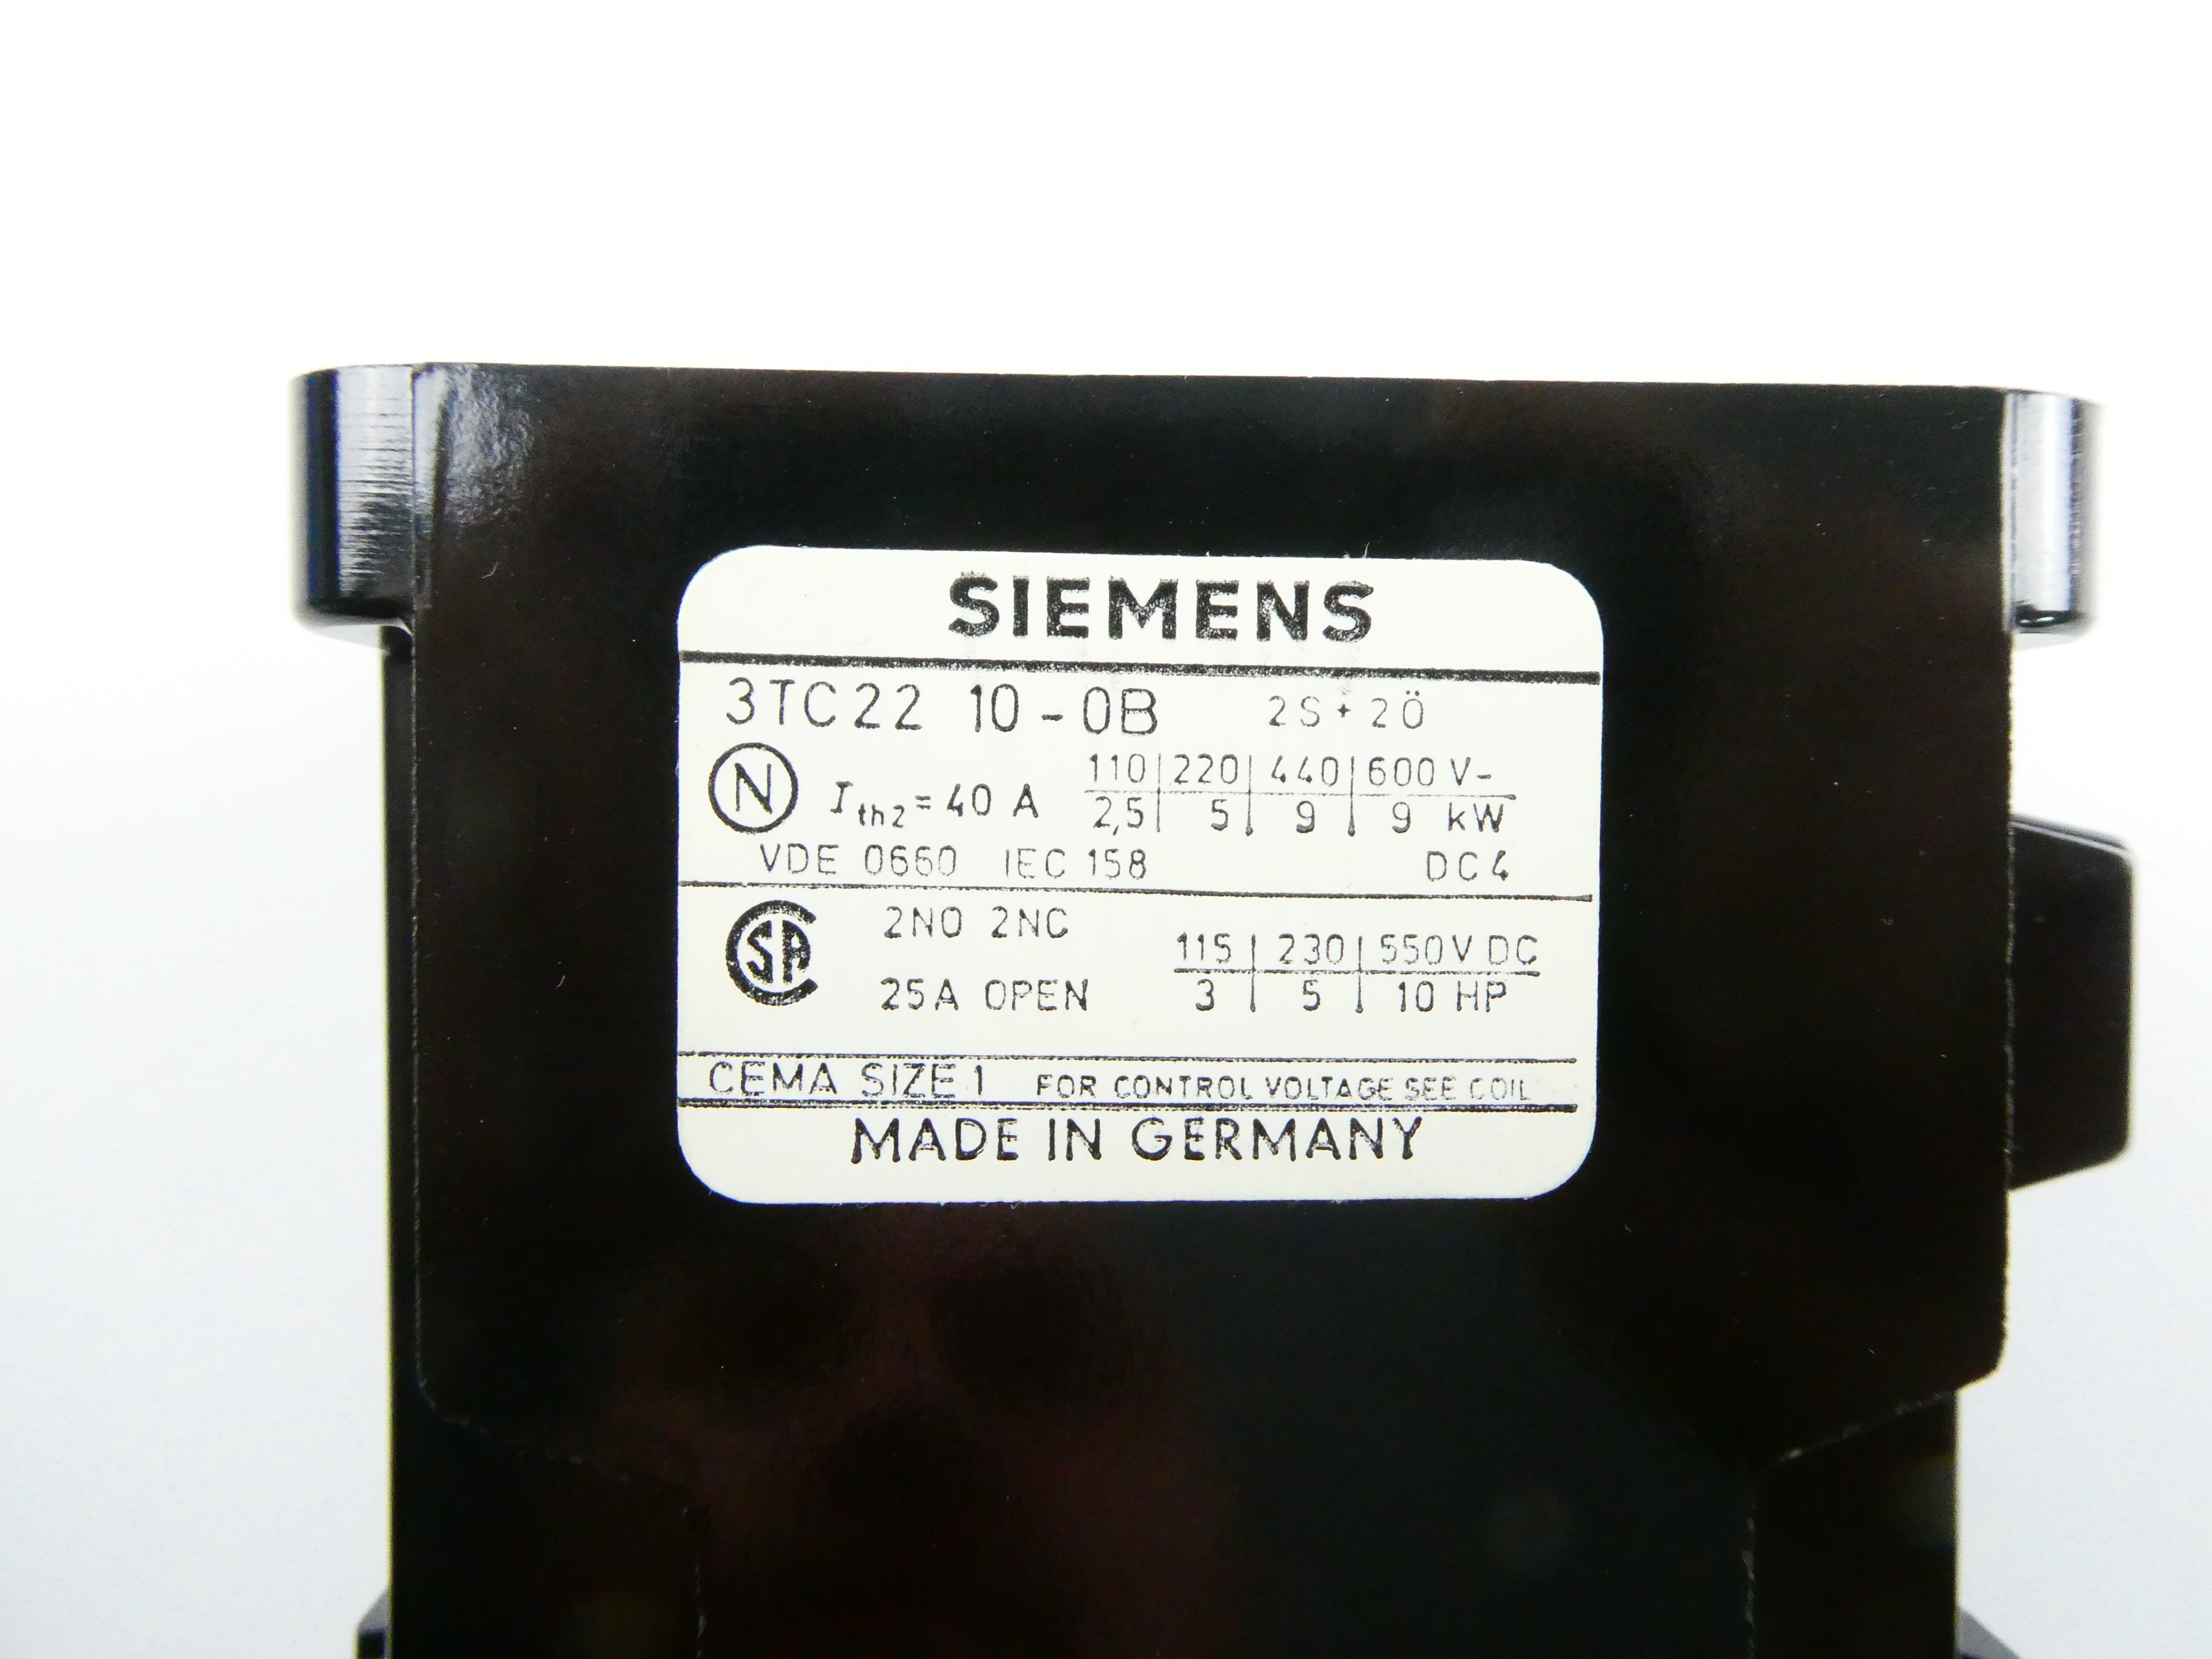 SIEMENS
3TC22 10-0B 2S+2Ö
N Ith2=40 A 110|220|440|600 V-
2,5| 5| 9| 9 kW
VDE 0660 IEC 158 DC4
CSA 2NO 2NC 115|230|550V DC
25A OPEN 3| 5| 10 HP
CEMA SIZE 1 FOR CONTROL VOLTAGE SEE COIL
MADE IN GERMANY